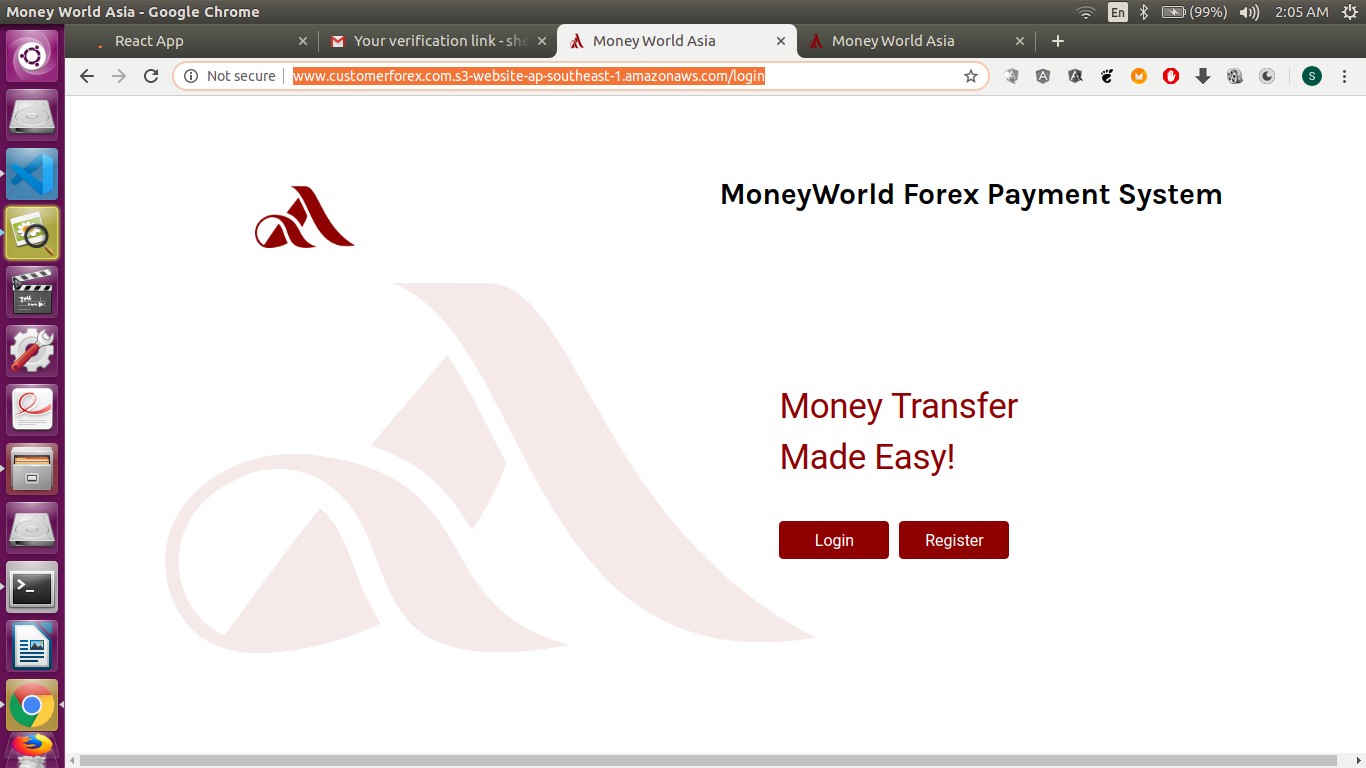 Money World Asia - Google Chrome
En
(99%)
2:05 AM
React App
Your verification link - she
Money World Asia
Money World Asia
Not secure
www.customerforex.com.s3-website-ap-southeast-1.amazonaws.com/login
S
MoneyWorld Forex Payment System
Money Transfer
Made Easy!
Login
Register